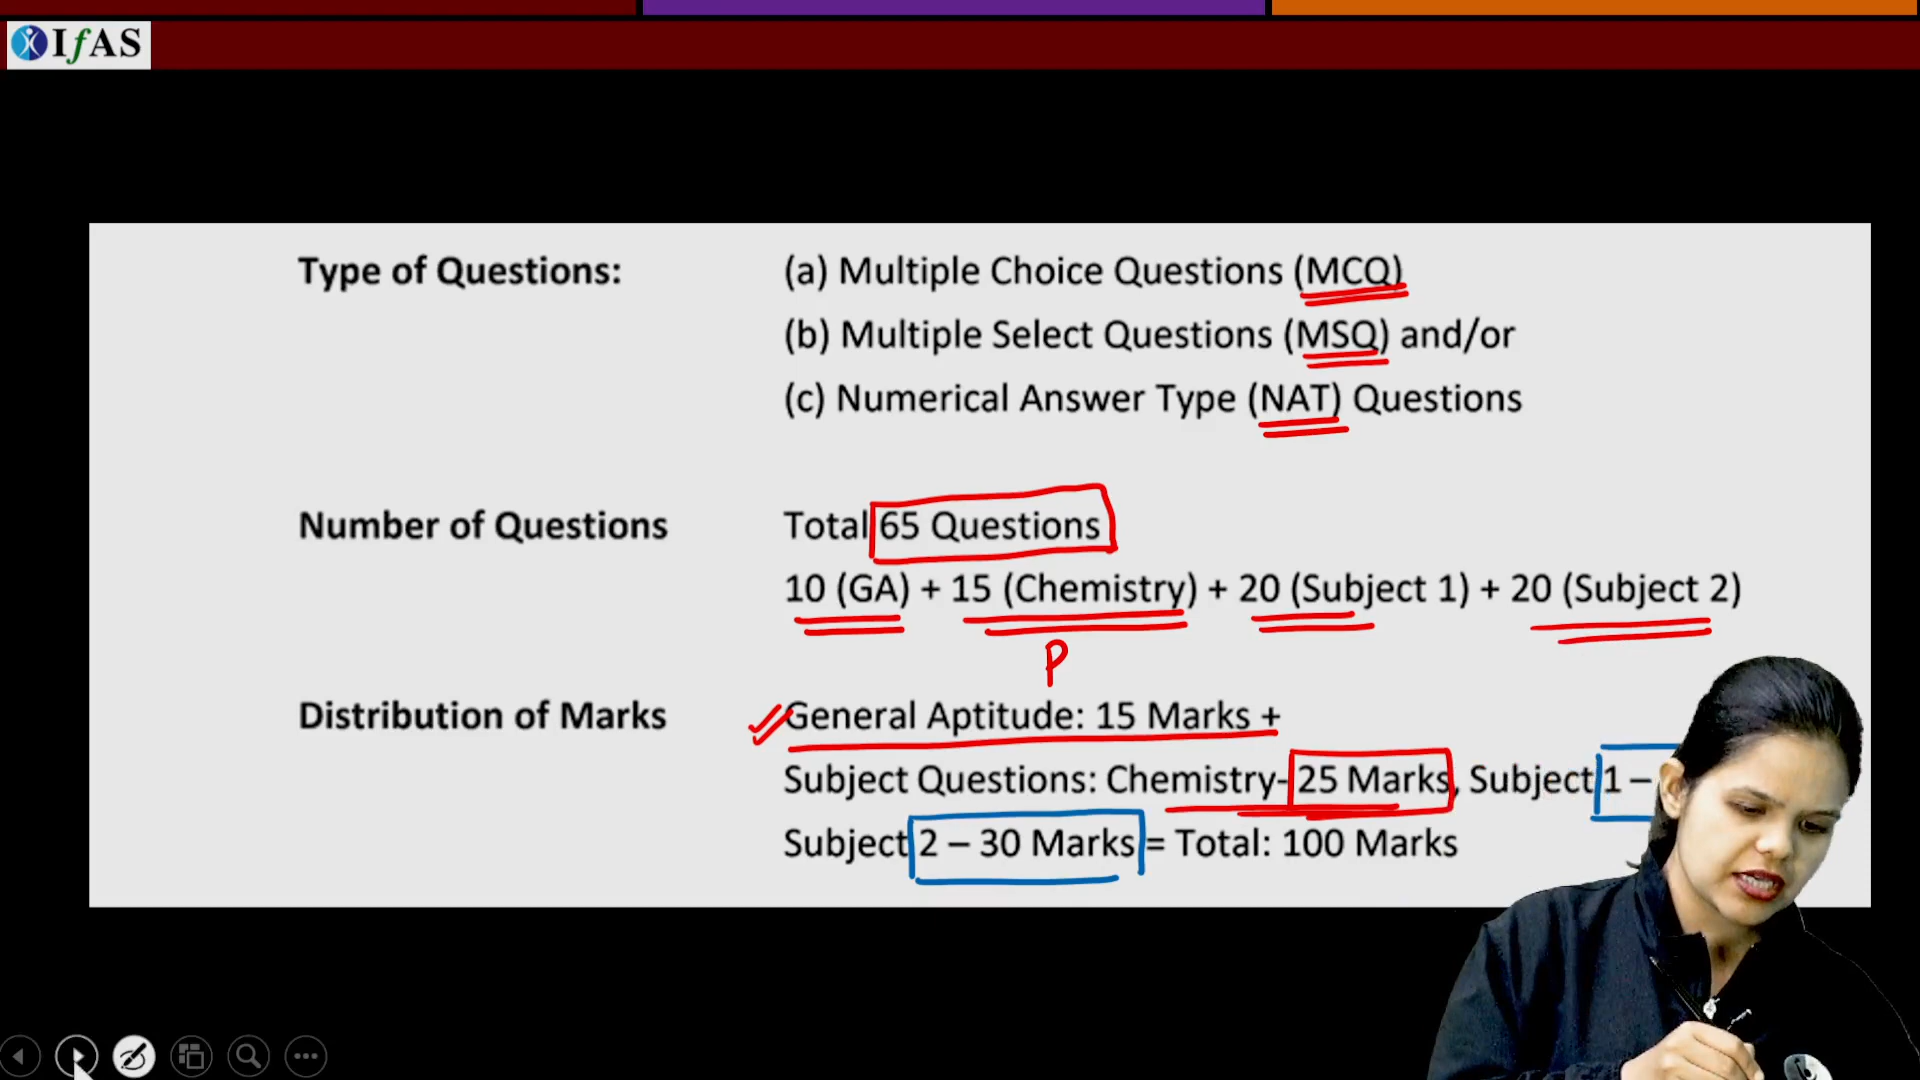 IfAS
Type of Questions: (a) Multiple Choice Questions (MCQ)
(b) Multiple Select Questions (MSQ) and/or
(c) Numerical Answer Type (NAT) Questions
Number of Questions Total 65 Questions
10 (GA) + 15 (Chemistry) + 20 (Subject 1) + 20 (Subject 2)
P
Distribution of Marks General Aptitude: 15 Marks +
Subject Questions: Chemistry- 25 Marks, Subject 1 –
Subject 2 – 30 Marks = Total: 100 Marks